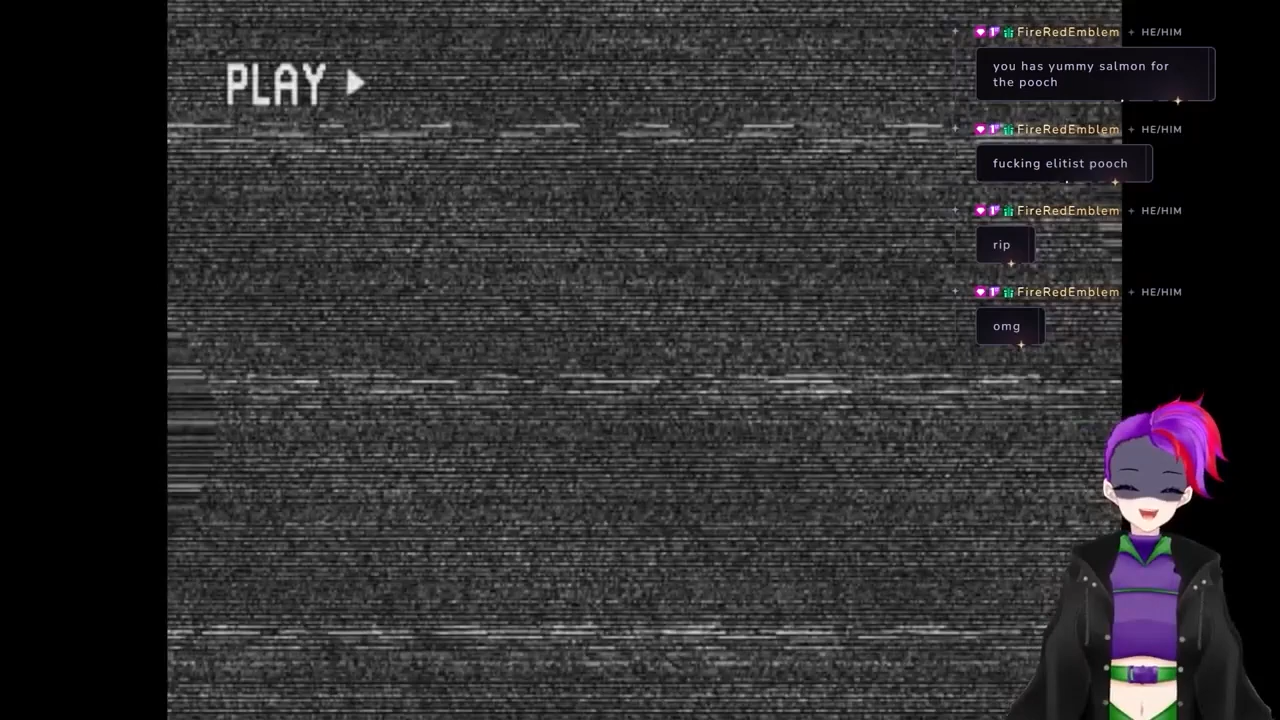 PLAY
FireRedEmblem HE/HIM
you has yummy salmon for
the pooch
FireRedEmblem HE/HIM
fucking elitist pooch
FireRedEmblem HE/HIM
rip
FireRedEmblem HE/HIM
omg